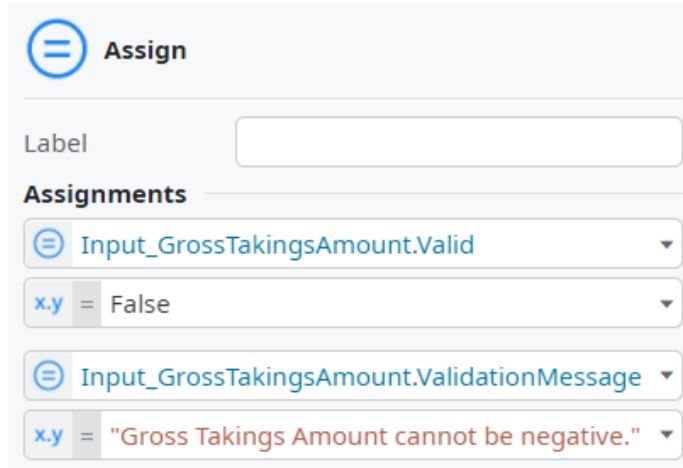 Assign
Label
Assignments
Input_GrossTakingsAmount.Valid
x.y = False
Input_GrossTakingsAmount.ValidationMessage
x.y = "Gross Takings Amount cannot be negative."